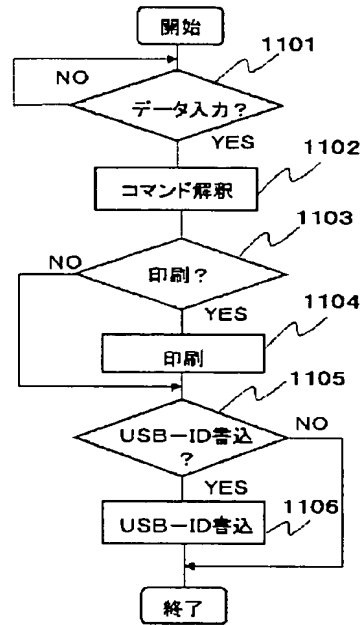 開始
1101
NO
データ入力？
YES
1102
コマンド解釈
1103
NO
印刷？
YES
1104
印刷
1105
USB－ID書込
？
NO
YES
1106
USB－ID書込
終了